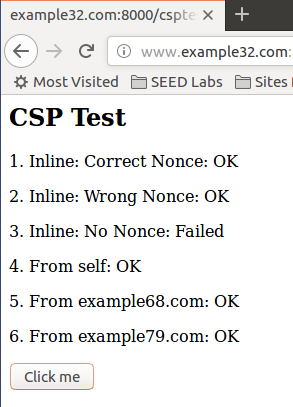 example32.com:8000/cspte
www.example32.com:
Most Visited SEED Labs Sites
CSP Test
1. Inline: Correct Nonce: OK
2. Inline: Wrong Nonce: OK
3. Inline: No Nonce: Failed
4. From self: OK
5. From example68.com: OK
6. From example79.com: OK
Click me